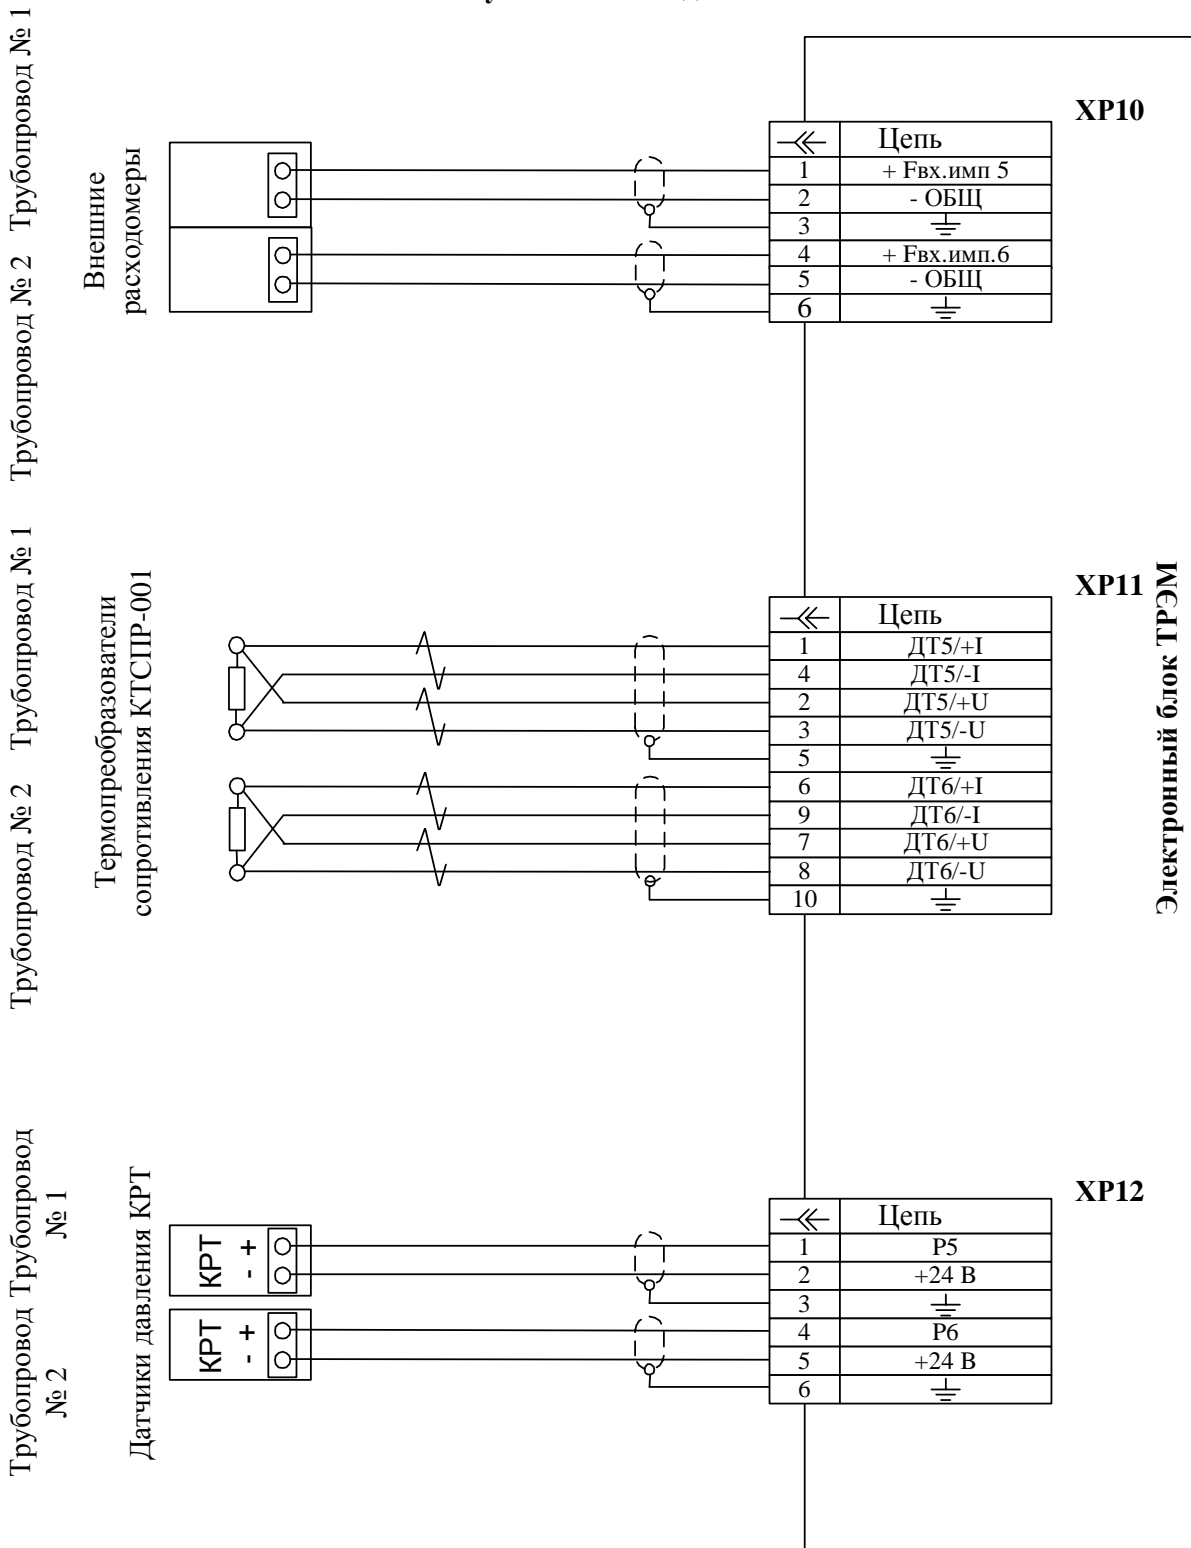 XP10
Цепь
1 + Fвх.имп 5
2 - ОБЩ
3
4 + Fвх.имп.6
5 - ОБЩ
6
Внешние
расходомеры
Трубопровод № 1
Трубопровод № 2
XP11
Цепь
1 ДТ5/+I
4 ДТ5/-I
2 ДТ5/+U
3 ДТ5/-U
5
6 ДТ6/+I
9 ДТ6/-I
7 ДТ6/+U
8 ДТ6/-U
10
Термопреобразователи
сопротивления КТСПР-001
Трубопровод № 1
Трубопровод № 2
Электронный блок ТРЭМ
XP12
Цепь
1 P5
2 +24 В
3
4 P6
5 +24 В
6
КРТ + -
КРТ + -
Датчики давления КРТ
Трубопровод
№ 1
Трубопровод
№ 2